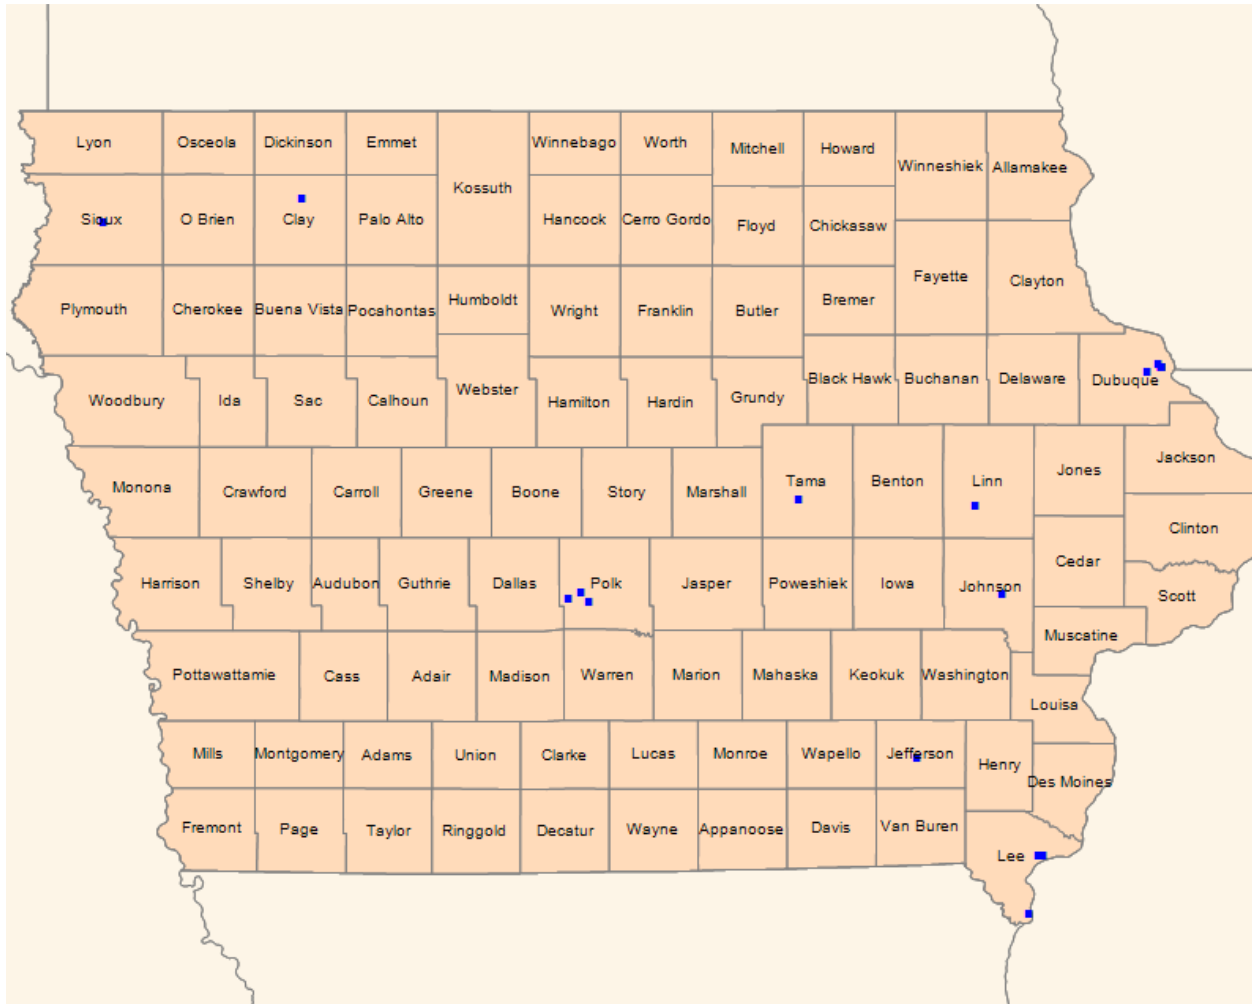 Lyon Osceola Dickinson Emmet Kossuth Winnebago Worth Mitchell Howard Winneshiek Allamakee
Sioux O Brien Clay Palo Alto Hancock Cerro Gordo Floyd Chickasaw
Fayette Clayton
Plymouth Cherokee Buena Vista Pocahontas Humboldt Wright Franklin Butler Bremer
Woodbury Ida Sac Calhoun Webster Hamilton Hardin Grundy Black Hawk Buchanan Delaware Dubuque
Monona Crawford Carroll Greene Boone Story Marshall Tama Benton Linn Jones Jackson
Clinton
Harrison Shelby Audubon Guthrie Dallas Polk Jasper Poweshiek Iowa Johnson Cedar Scott
Muscatine
Pottawattamie Cass Adair Madison Warren Marion Mahaska Keokuk Washington Louisa
Mills Montgomery Adams Union Clarke Lucas Monroe Wapello Jefferson Henry Des Moines
Fremont Page Taylor Ringgold Decatur Wayne Appanoose Davis Van Buren Lee